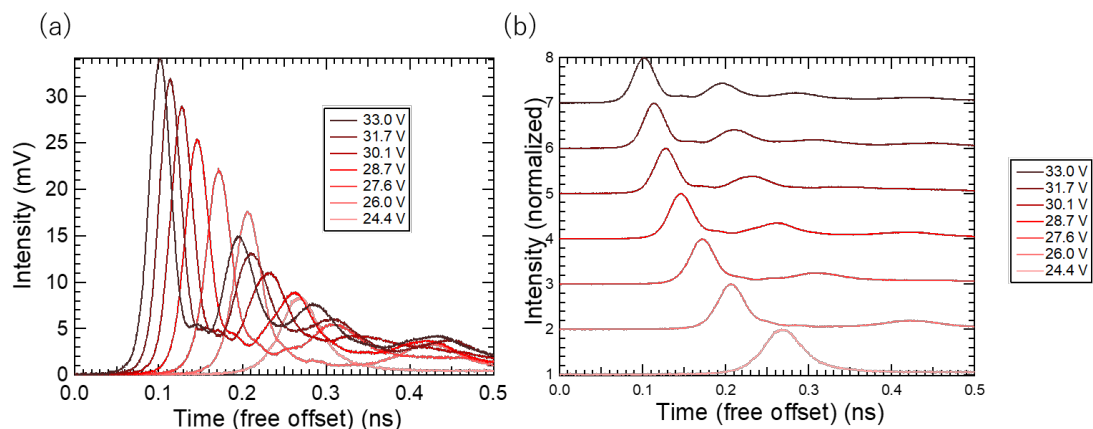 (a)
(b)
Intensity (mV)
30
25
20
15
10
5
0
0.0 0.1 0.2 0.3 0.4 0.5
Time (free offset) (ns)
33.0 V
31.7 V
30.1 V
28.7 V
27.6 V
26.0 V
24.4 V
Intensity (normalized)
8
7
6
5
4
3
2
1
0.0 0.1 0.2 0.3 0.4 0.5
Time (free offset) (ns)
33.0 V
31.7 V
30.1 V
28.7 V
27.6 V
26.0 V
24.4 V